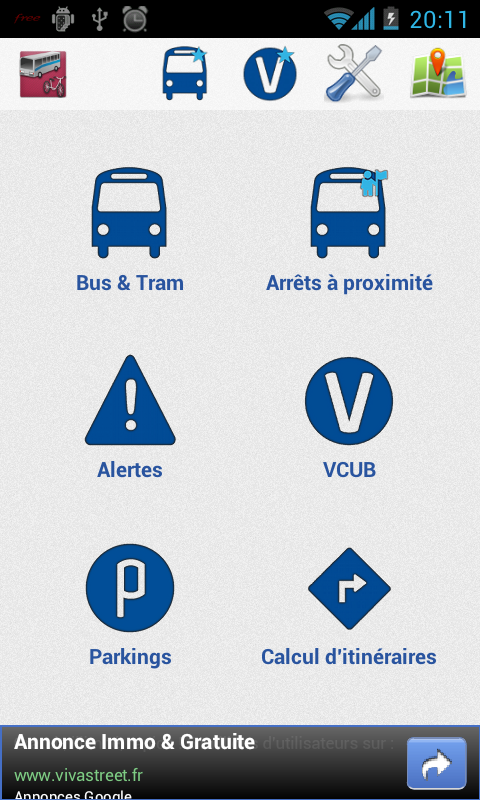 free
20:11
V
Bus & Tram
Arrêts à proximité
!
V
Alertes
VCUB
P
Parkings
Calcul d'itinéraires
Annonce Immo & Gratuite
d'utilisateurs sur :
www.vivastreet.fr
Annonces Google